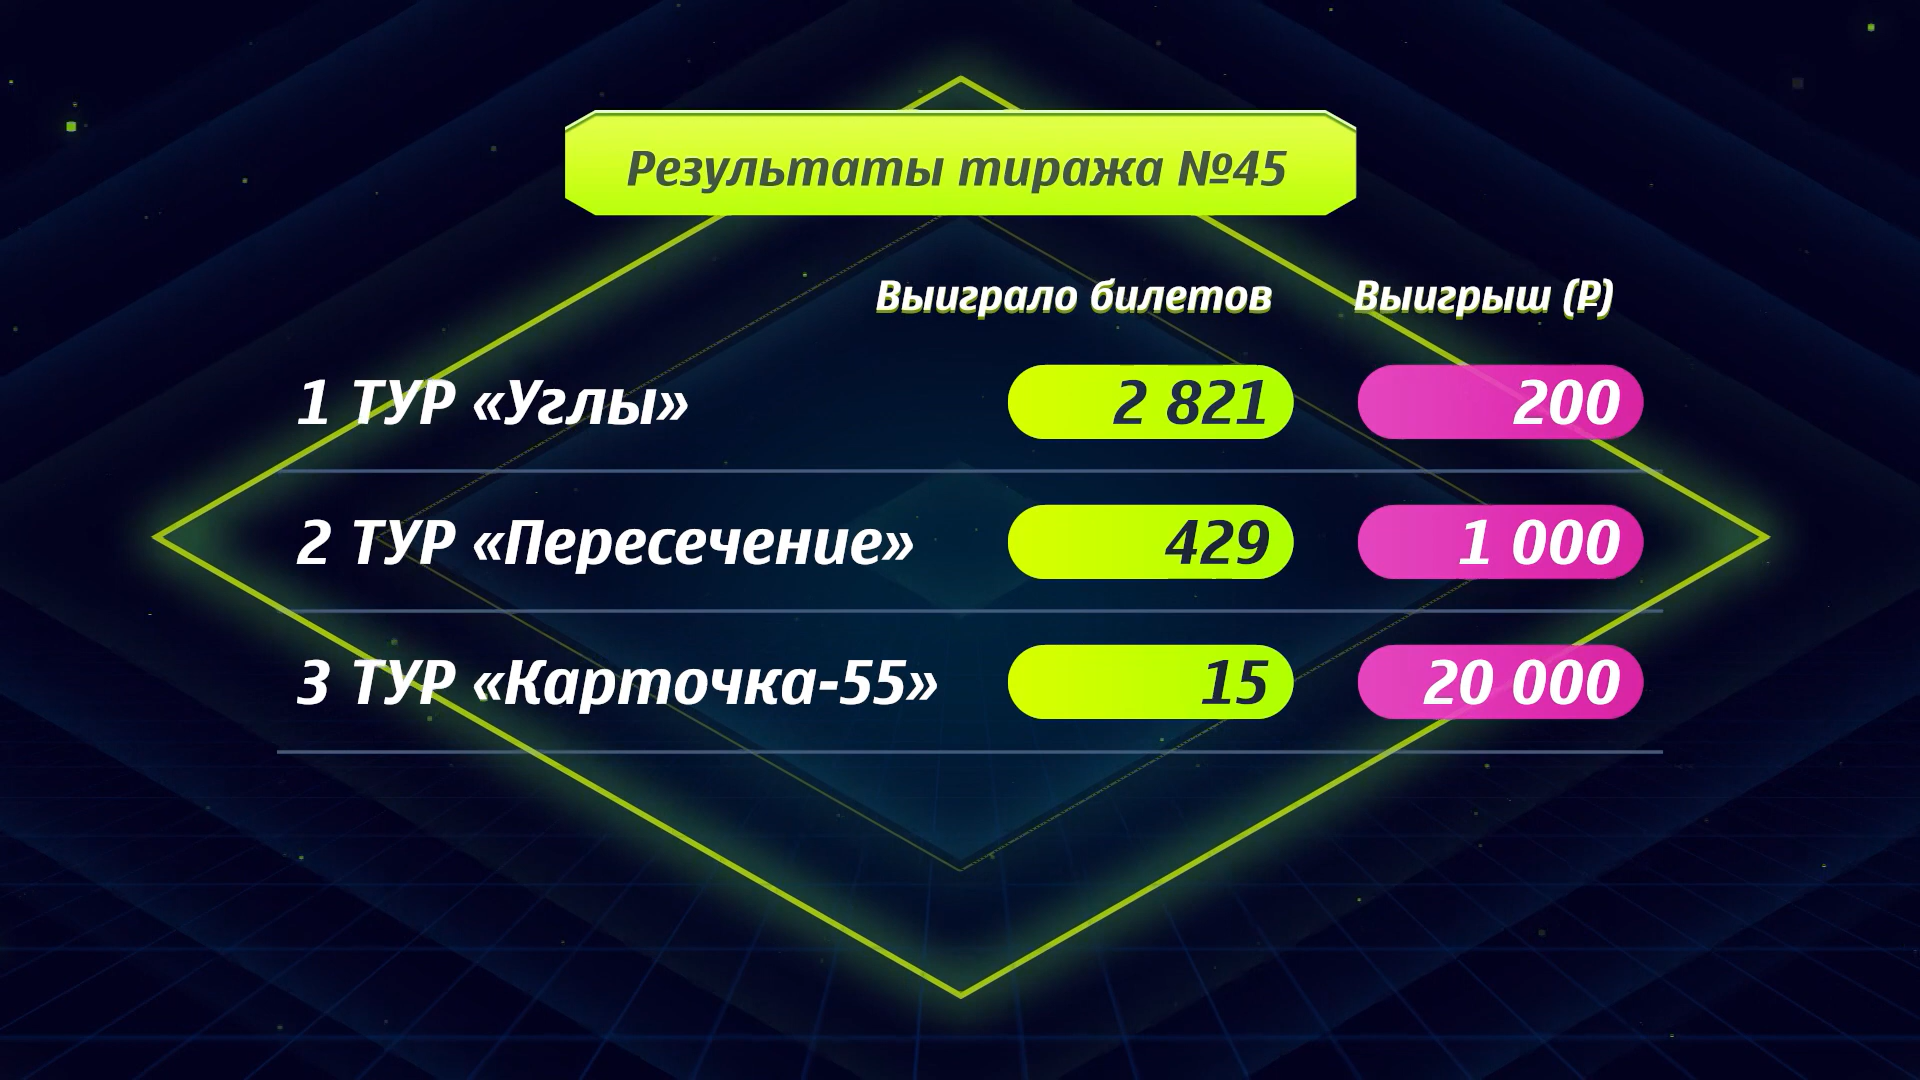 Результаты тиража №45
Выиграло билетов Выигрыш (₽)
1 ТУР «Углы» 2 821 200
2 ТУР «Пересечение» 429 1 000
3 ТУР «Карточка-55» 15 20 000